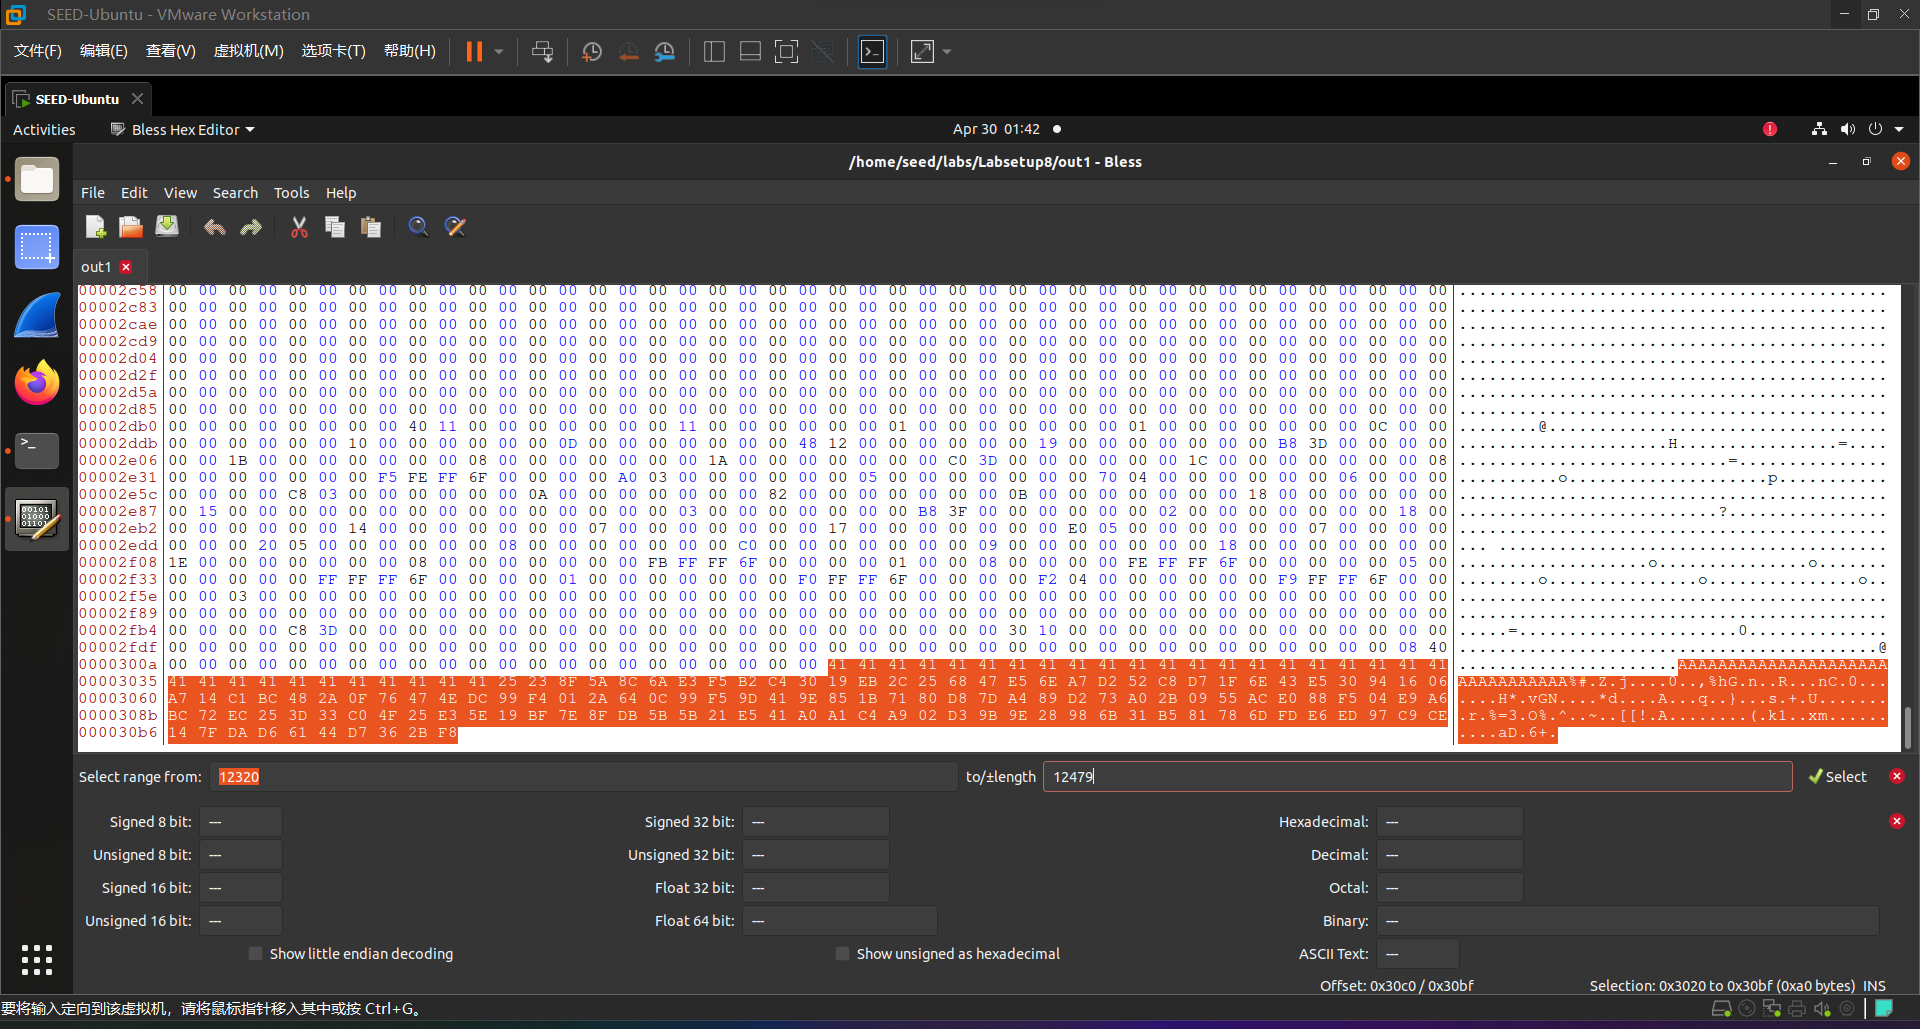 SEED-Ubuntu - VMware Workstation
文件(F) 编辑(E) 查看(V) 虚拟机(M) 选项卡(T) 帮助(H)
SEED-Ubuntu
Activities Bless Hex Editor Apr 30 01:42
/home/seed/labs/Labsetup8/out1 - Bless
File Edit View Search Tools Help
out1
00002c58 00 00 00 00 00 00 00 00 00 00 00 00 00 00 00 00 00 00 00 00 00 00 00 00 00 00 00 00 00 00 00 00 00 00 00 00 00 00 00 00 00 00 00 ...........................................
00002c83 00 00 00 00 00 00 00 00 00 00 00 00 00 00 00 00 00 00 00 00 00 00 00 00 00 00 00 00 00 00 00 00 00 00 00 00 00 00 00 00 00 00 00 ...........................................
00002cae 00 00 00 00 00 00 00 00 00 00 00 00 00 00 00 00 00 00 00 00 00 00 00 00 00 00 00 00 00 00 00 00 00 00 00 00 00 00 00 00 00 00 00 ...........................................
00002cd9 00 00 00 00 00 00 00 00 00 00 00 00 00 00 00 00 00 00 00 00 00 00 00 00 00 00 00 00 00 00 00 00 00 00 00 00 00 00 00 00 00 00 00 ...........................................
00002d04 00 00 00 00 00 00 00 00 00 00 00 00 00 00 00 00 00 00 00 00 00 00 00 00 00 00 00 00 00 00 00 00 00 00 00 00 00 00 00 00 00 00 00 ...........................................
00002d2f 00 00 00 00 00 00 00 00 00 00 00 00 00 00 00 00 00 00 00 00 00 00 00 00 00 00 00 00 00 00 00 00 00 00 00 00 00 00 00 00 00 00 00 ...........................................
00002d5a 00 00 00 00 00 00 00 00 00 00 00 00 00 00 00 00 00 00 00 00 00 00 00 00 00 00 00 00 00 00 00 00 00 00 00 00 00 00 00 00 00 00 00 ...........................................
00002d85 00 00 00 00 00 00 00 00 00 00 00 00 00 00 00 00 00 00 00 00 00 00 00 00 00 00 00 00 00 00 00 00 00 00 00 00 00 00 00 00 00 00 00 ...........................................
00002db0 00 00 00 00 00 00 00 00 40 11 00 00 00 00 00 00 00 11 00 00 00 00 00 00 01 00 00 00 00 00 00 00 01 00 00 00 00 00 00 00 0C 00 00 ........@..................................
00002ddb 00 00 00 00 00 00 10 00 00 00 00 00 00 0D 00 00 00 00 00 00 00 48 12 00 00 00 00 00 00 19 00 00 00 00 00 00 00 B8 3D 00 00 00 00 .....................H................=....
00002e06 00 00 1B 00 00 00 00 00 00 00 08 00 00 00 00 00 00 00 1A 00 00 00 00 00 00 00 C0 3D 00 00 00 00 00 00 1C 00 00 00 00 00 00 00 08 ...........................=...............
00002e31 00 00 00 00 00 00 00 F5 FE FF 6F 00 00 00 00 A0 03 00 00 00 00 00 00 05 00 00 00 00 00 00 00 70 04 00 00 00 00 00 00 06 00 00 00 ..........o....................p...........
00002e5c 00 00 00 00 C8 03 00 00 00 00 00 00 0A 00 00 00 00 00 00 00 82 00 00 00 00 00 00 00 0B 00 00 00 00 00 00 00 18 00 00 00 00 00 00 ...........................................
00002e87 00 15 00 00 00 00 00 00 00 00 00 00 00 00 00 00 00 03 00 00 00 00 00 00 00 B8 3F 00 00 00 00 00 00 02 00 00 00 00 00 00 00 18 00 ..........................?................
00002eb2 00 00 00 00 00 00 14 00 00 00 00 00 00 00 07 00 00 00 00 00 00 00 17 00 00 00 00 00 00 00 E0 05 00 00 00 00 00 00 07 00 00 00 00 ...........................................
00002edd 00 00 00 20 05 00 00 00 00 00 00 08 00 00 00 00 00 00 00 C0 00 00 00 00 00 00 00 09 00 00 00 00 00 00 00 18 00 00 00 00 00 00 00 ... .......................................
00002f08 1E 00 00 00 00 00 00 00 08 00 00 00 00 00 00 00 FB FF FF 6F 00 00 00 00 01 00 00 08 00 00 00 00 FE FF FF 6F 00 00 00 00 00 05 00 ...................o...............o.......
00002f33 00 00 00 00 00 FF FF FF 6F 00 00 00 00 01 00 00 00 00 00 00 00 F0 FF FF 6F 00 00 00 00 F2 04 00 00 00 00 00 00 F9 FF FF 6F 00 00 ........o...............o...............o..
00002f5e 00 00 03 00 00 00 00 00 00 00 00 00 00 00 00 00 00 00 00 00 00 00 00 00 00 00 00 00 00 00 00 00 00 00 00 00 00 00 00 00 00 00 00 ...........................................
00002f89 00 00 00 00 00 00 00 00 00 00 00 00 00 00 00 00 00 00 00 00 00 00 00 00 00 00 00 00 00 00 00 00 00 00 00 00 00 00 00 00 00 00 00 ...........................................
00002fb4 00 00 00 00 C8 3D 00 00 00 00 00 00 00 00 00 00 00 00 00 00 00 00 00 00 00 00 00 00 30 10 00 00 00 00 00 00 00 00 00 00 00 00 00 .....=......................0..............
00002fdf 00 00 00 00 00 00 00 00 00 00 00 00 00 00 00 00 00 00 00 00 00 00 00 00 00 00 00 00 00 00 00 00 00 00 00 00 00 00 00 00 00 08 40 ..........................................@
0000300a 00 00 00 00 00 00 00 00 00 00 00 00 00 00 00 00 00 00 00 00 00 00 41 41 41 41 41 41 41 41 41 41 41 41 41 41 41 41 41 41 41 41 41 ......................AAAAAAAAAAAAAAAAAAAAA
00003035 41 41 41 41 41 41 41 41 41 41 41 25 23 8F 5A 8C 6A E3 F5 B2 C4 30 19 EB 2C 25 68 47 E5 6E A7 D2 52 C8 D7 1F 6E 43 E5 30 94 16 06 AAAAAAAAAAA%#.Z.j....0..,%hG.n..R...nC.0...
00003060 A7 14 C1 BC 48 2A 0F 76 47 4E DC 99 F4 01 2A 64 0C 99 F5 9D 41 9E 85 1B 71 80 D8 7D A4 89 D2 73 A0 2B 09 55 AC E0 88 F5 04 E9 A6 ....H*.vGN....*d....A...q..}...s.+.U.......
0000308b BC 72 EC 25 3D 33 C0 4F 25 E3 5E 19 BF 7E 8F DB 5B 5B 21 E5 41 A0 A1 C4 A9 02 D3 9B 9E 28 98 6B 31 B5 81 78 6D FD E6 ED 97 C9 CE .r.%=3.O%.^..~..[[!.A........(.k1..xm......
000030b6 14 7F DA D6 61 44 D7 36 2B F8 ....aD.6+.
Select range from: 12320 to/±length 12479 Select
Signed 8 bit: --- Signed 32 bit: --- Hexadecimal: ---
Unsigned 8 bit: --- Unsigned 32 bit: --- Decimal: ---
Signed 16 bit: --- Float 32 bit: --- Octal: ---
Unsigned 16 bit: --- Float 64 bit: --- Binary: ---
Show little endian decoding Show unsigned as hexadecimal ASCII Text: ---
Offset: 0x30c0 / 0x30bf Selection: 0x3020 to 0x30bf (0xa0 bytes) INS
要将输入定向到该虚拟机，请将鼠标指针移入其中或按 Ctrl+G。